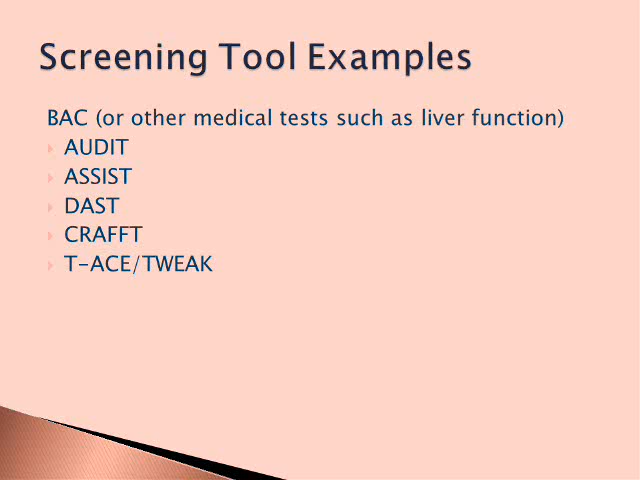 Screening Tool Examples
BAC (or other medical tests such as liver function)
AUDIT
ASSIST
DAST
CRAFFT
T-ACE/TWEAK